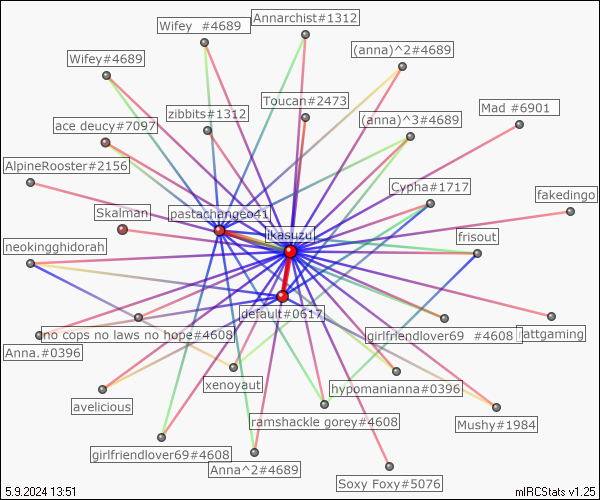 Wifey  #4689
Annarchist#1312
(anna)^2#4689
Wifey#4689
Toucan#2473
Mad #6901
zibbits#1312
(anna)^3#4689
ace deucy#7097
AlpineRooster#2156
Cypha#1717
fakedingo
Skalman
pastachangeo41
ikasuzu
frisout
neokingghidorah
default#0617
no cops no laws no hope#4608
girlfriendlover69  #4608
rattgaming
Anna.#0396
xenoyaut
hypomanianna#0396
avelicious
ramshackle gorey#4608
Mushy#1984
girlfriendlover69#4608
Anna^2#4689
Soxy Foxy#5076
5.9.2024 13:51
mIRCStats v1.25